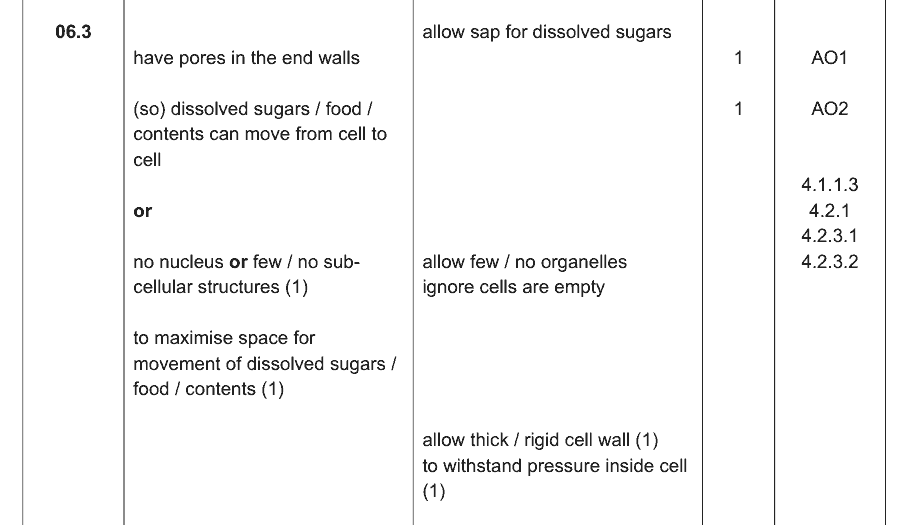 06.3
allow sap for dissolved sugars
have pores in the end walls
1
AO1
(so) dissolved sugars / food /
contents can move from cell to
cell
1
AO2
4.1.1.3
4.2.1
4.2.3.1
4.2.3.2
or
no nucleus or few / no sub-
cellular structures (1)
allow few / no organelles
ignore cells are empty
to maximise space for
movement of dissolved sugars /
food / contents (1)
allow thick / rigid cell wall (1)
to withstand pressure inside cell
(1)